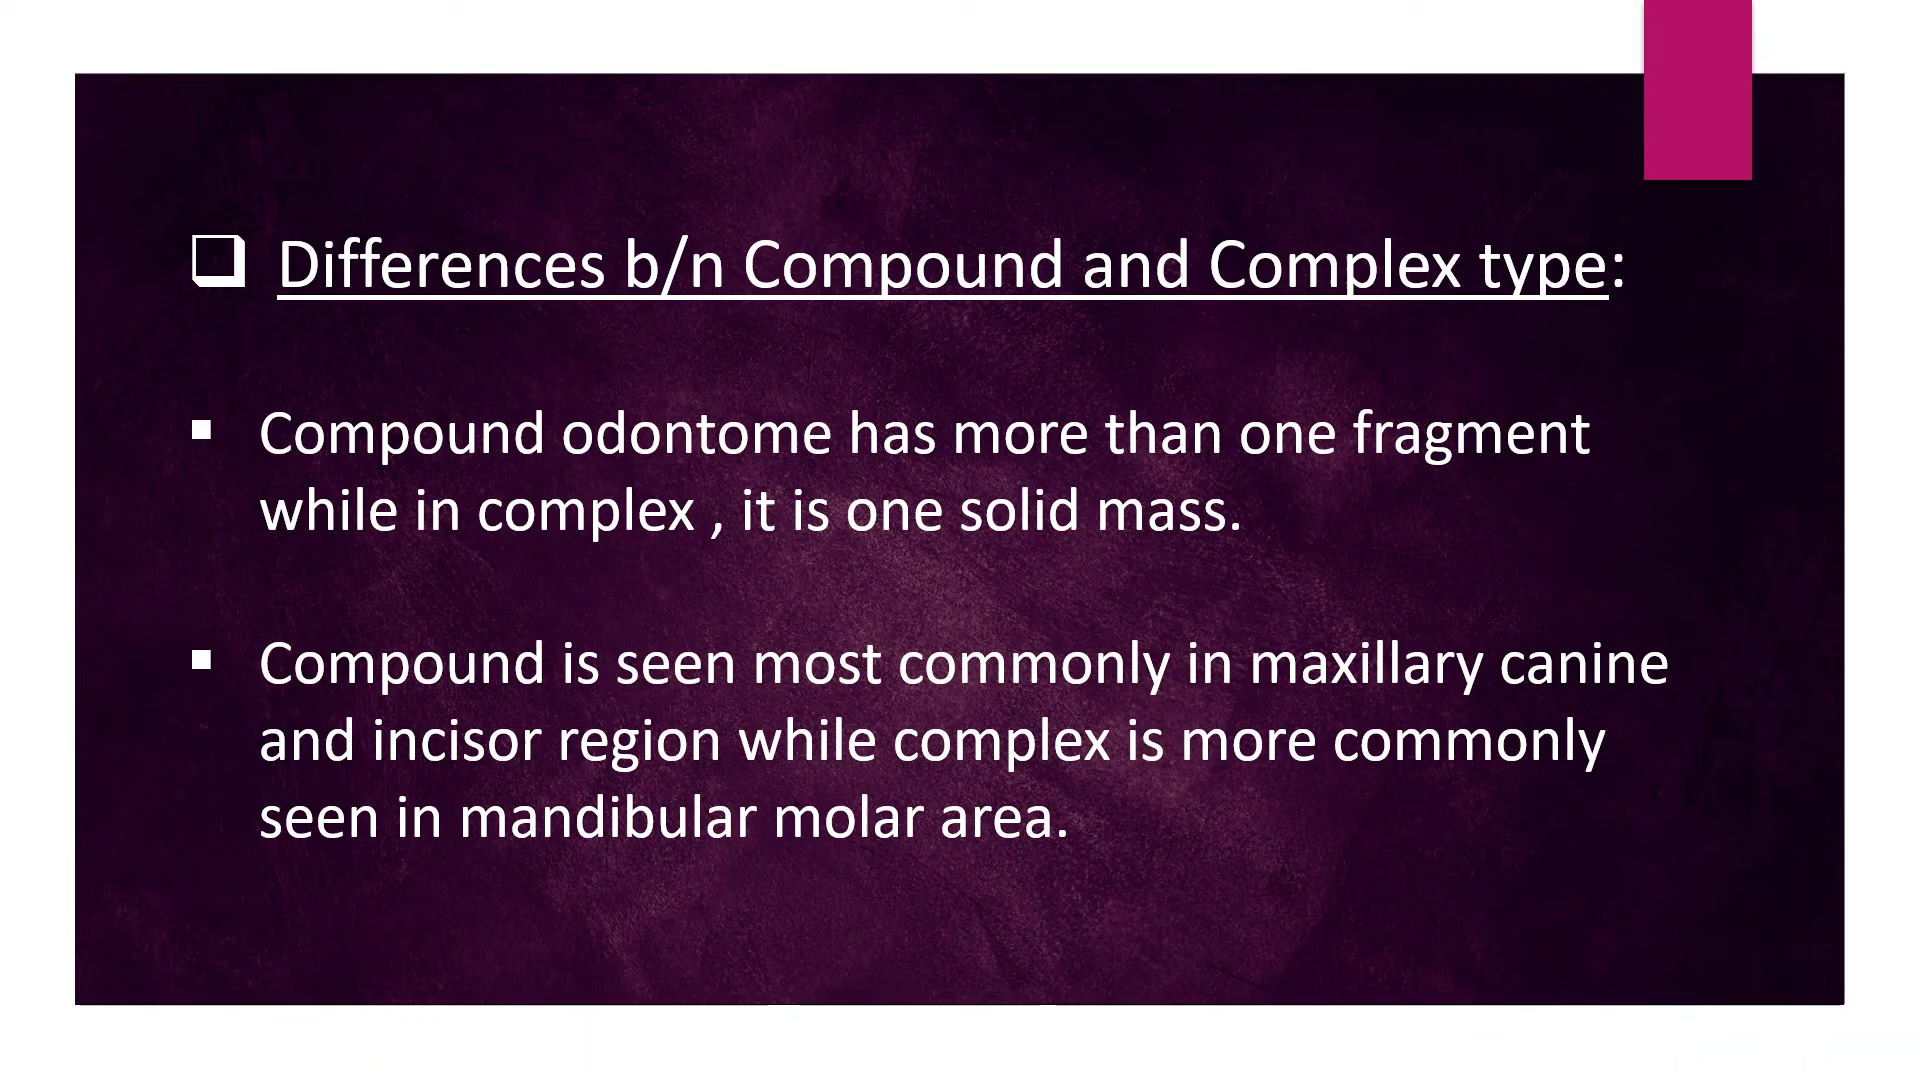 ❑ Differences b/n Compound and Complex type:
▪ Compound odontome has more than one fragment
while in complex , it is one solid mass.
▪ Compound is seen most commonly in maxillary canine
and incisor region while complex is more commonly
seen in mandibular molar area.